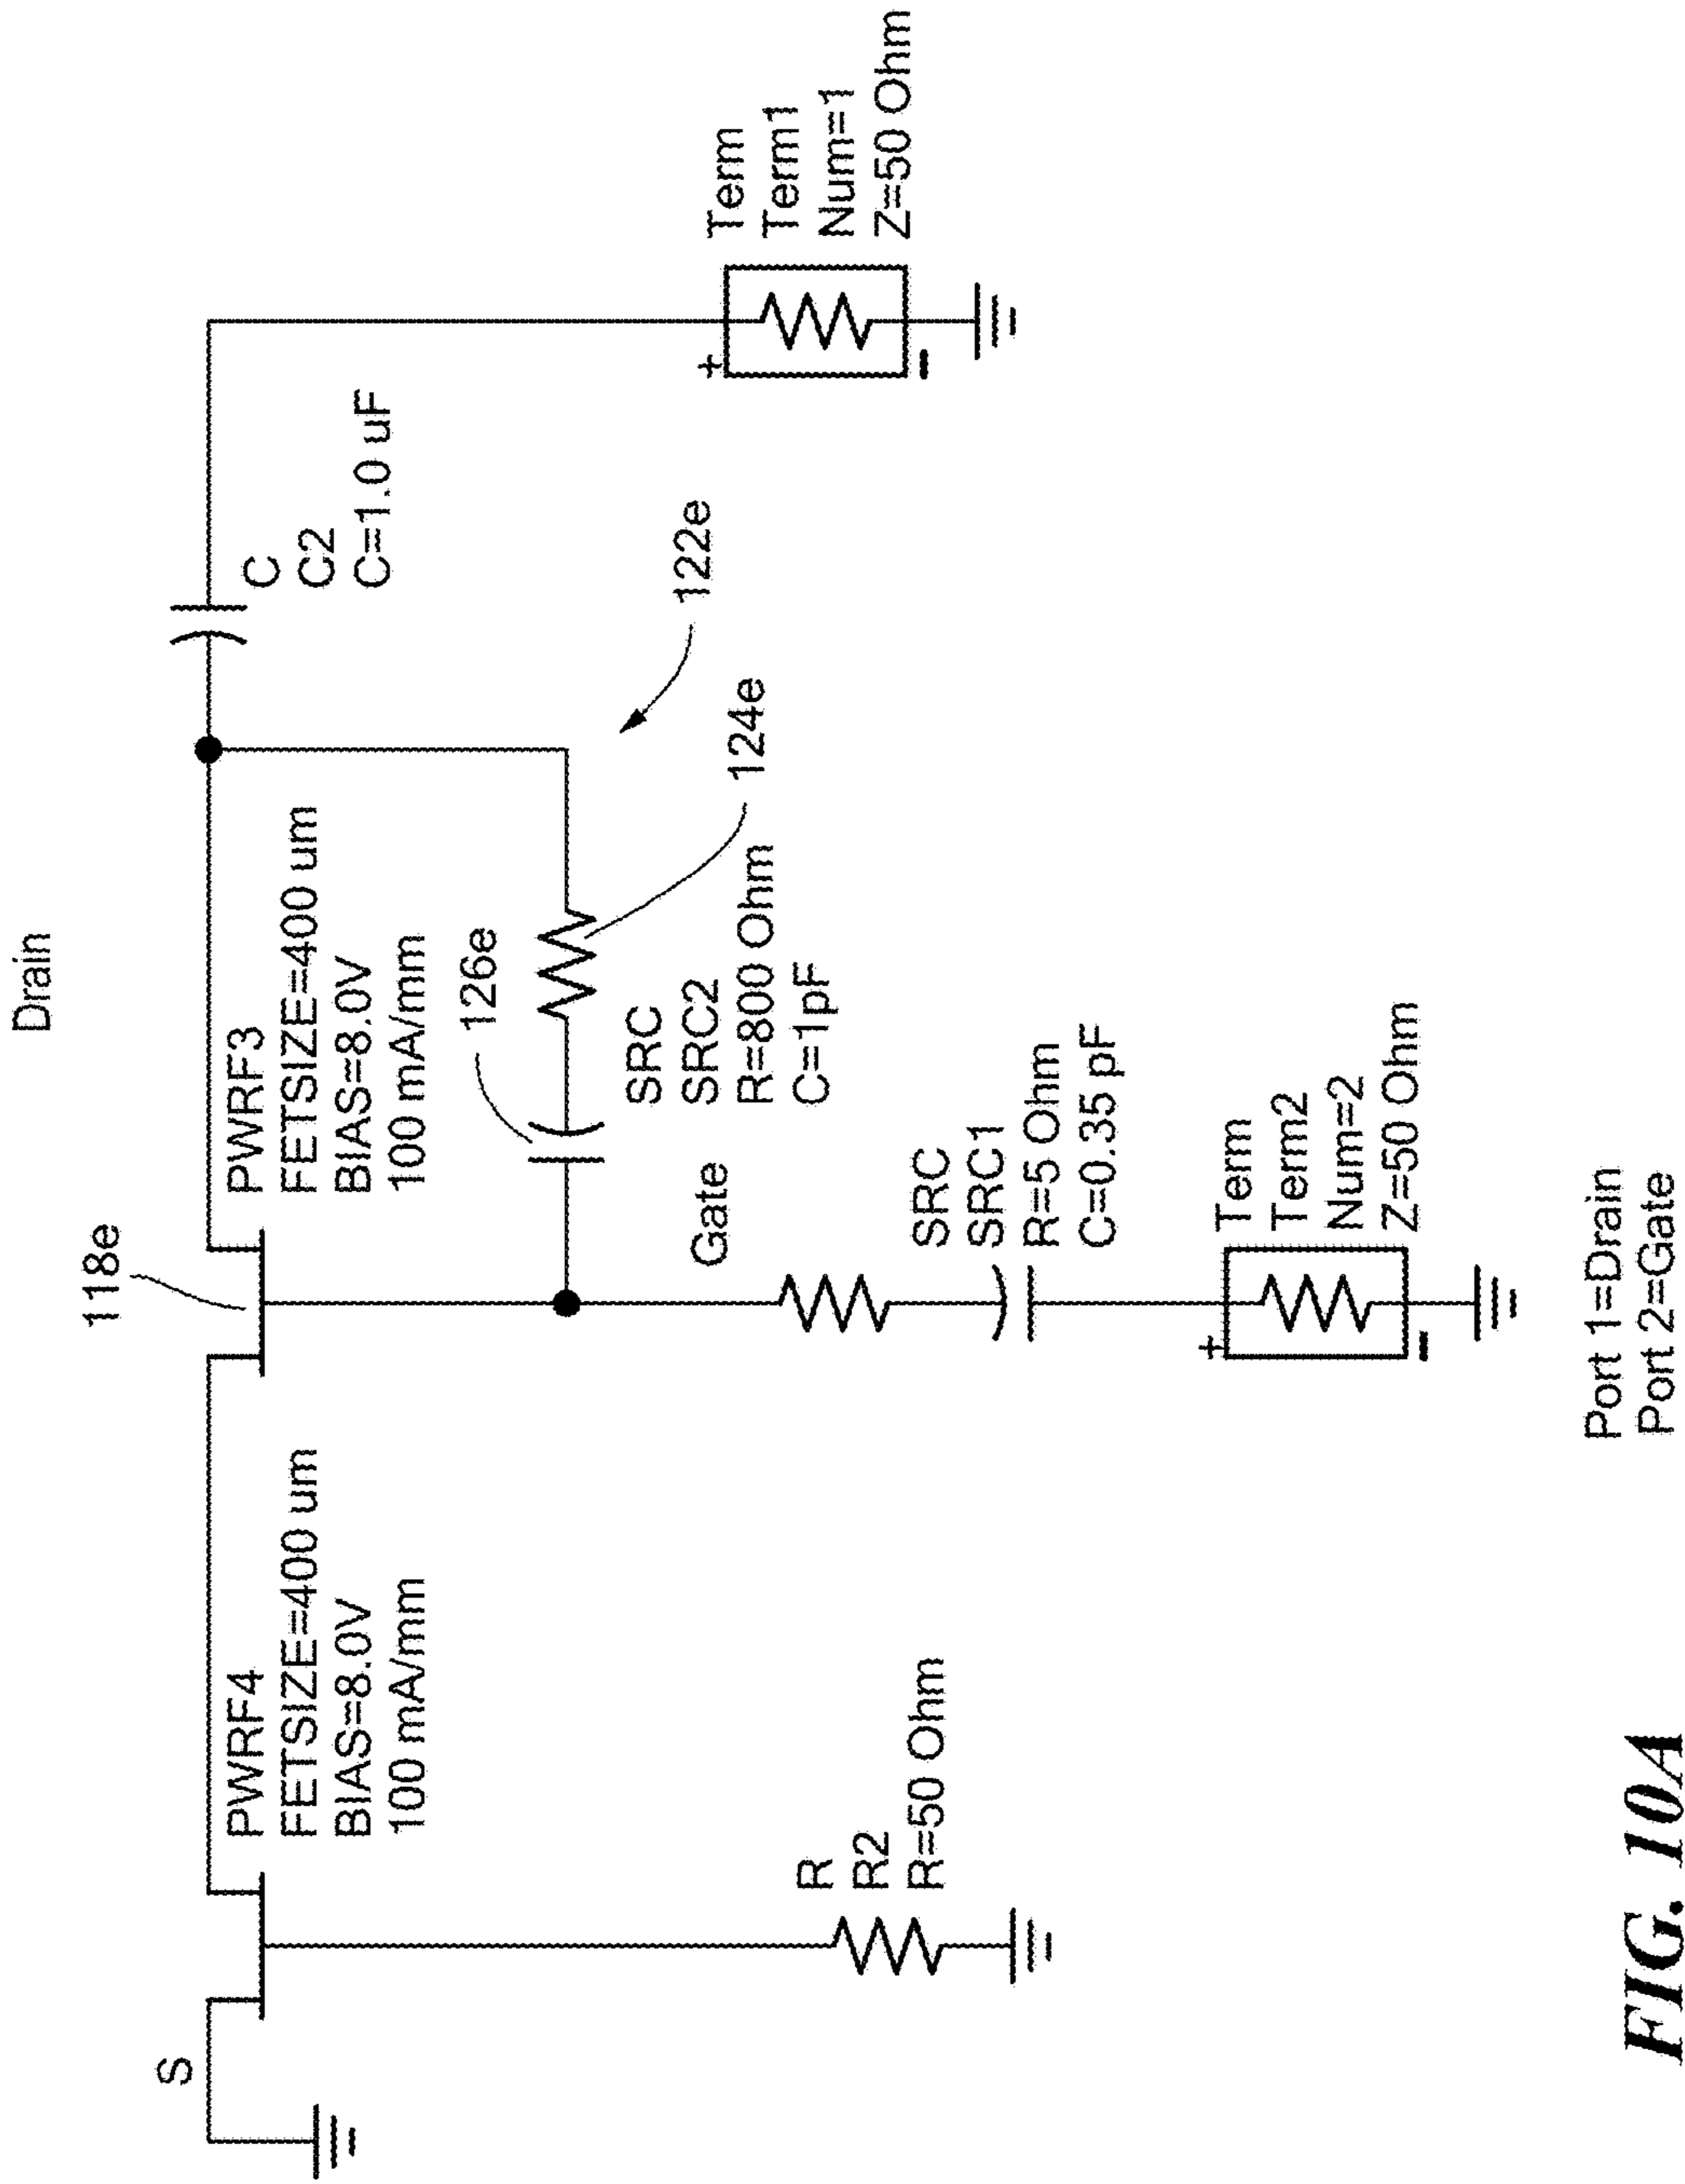 Drain
118e
PWRF3
FETSIZE=400 um
BIAS=8.0V
100 mA/mm
C
C2
C=1.0 uF
126e
SRC
SRC2
R=800 Ohm
C=1pF
122e
124e
Term
Term1
Num=1
Z=50 Ohm
S
PWRF4
FETSIZE=400 um
BIAS=8.0V
100 mA/mm
R
R2
R=50 Ohm
Gate
SRC
SRC1
R=5 Ohm
C=0.35 pF
Term
Term2
Num=2
Z=50 Ohm
+
-
+
-
Port 1=Drain
Port 2=Gate
FIG. 10A